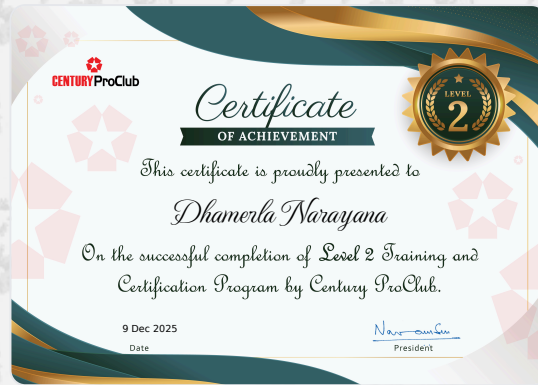 CENTURY ProClub
Certificate
OF ACHIEVEMENT
LEVEL
2
This certificate is proudly presented to
Dhamerla Narayana
On the successful completion of Level 2 Training and
Certification Program by Century ProClub.
9 Dec 2025
Date
President